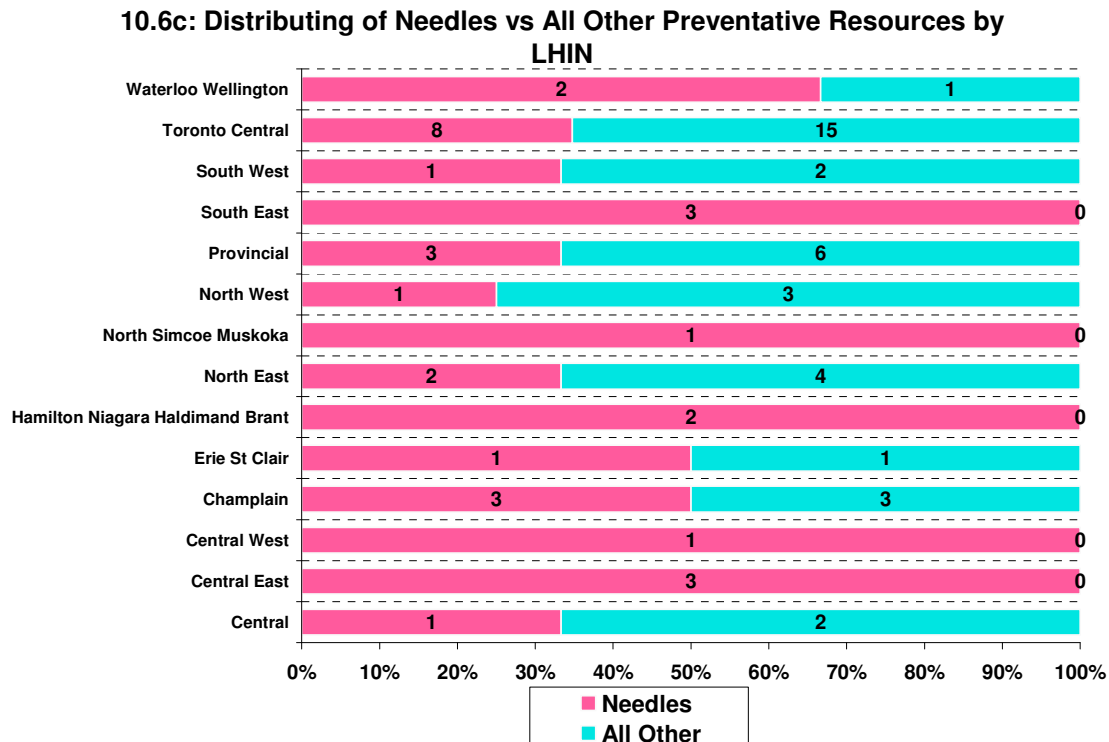 10.6c: Distributing of Needles vs All Other Preventative Resources by
LHIN
Waterloo Wellington 2 1
Toronto Central 8 15
South West 1 2
South East 3 0
Provincial 3 6
North West 1 3
North Simcoe Muskoka 1 0
North East 2 4
Hamilton Niagara Haldimand Brant 2 0
Erie St Clair 1 1
Champlain 3 3
Central West 1 0
Central East 3 0
Central 1 2
0% 10% 20% 30% 40% 50% 60% 70% 80% 90% 100%
Needles
All Other